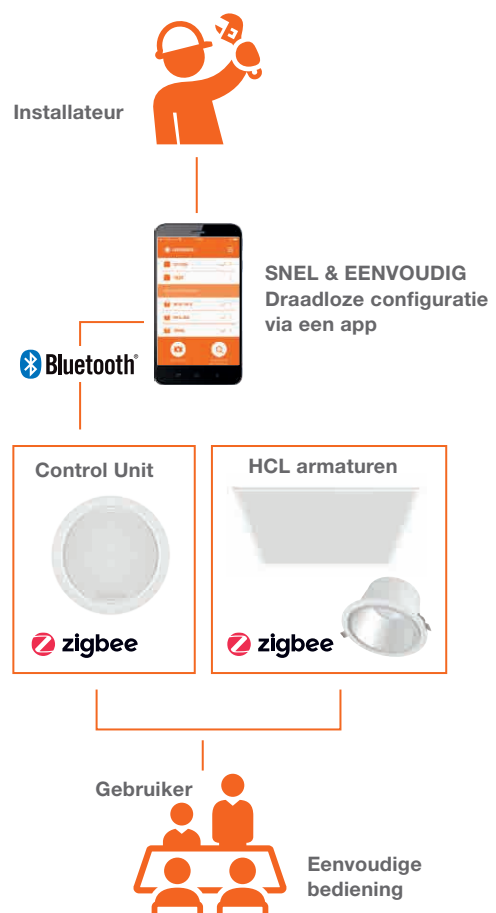 Installateur
SNEL & EENVOUDIG
Draadloze configuratie
via een app
Bluetooth®
Control Unit
HCL armaturen
zigbee
zigbee
Gebruiker
Eenvoudige
bediening